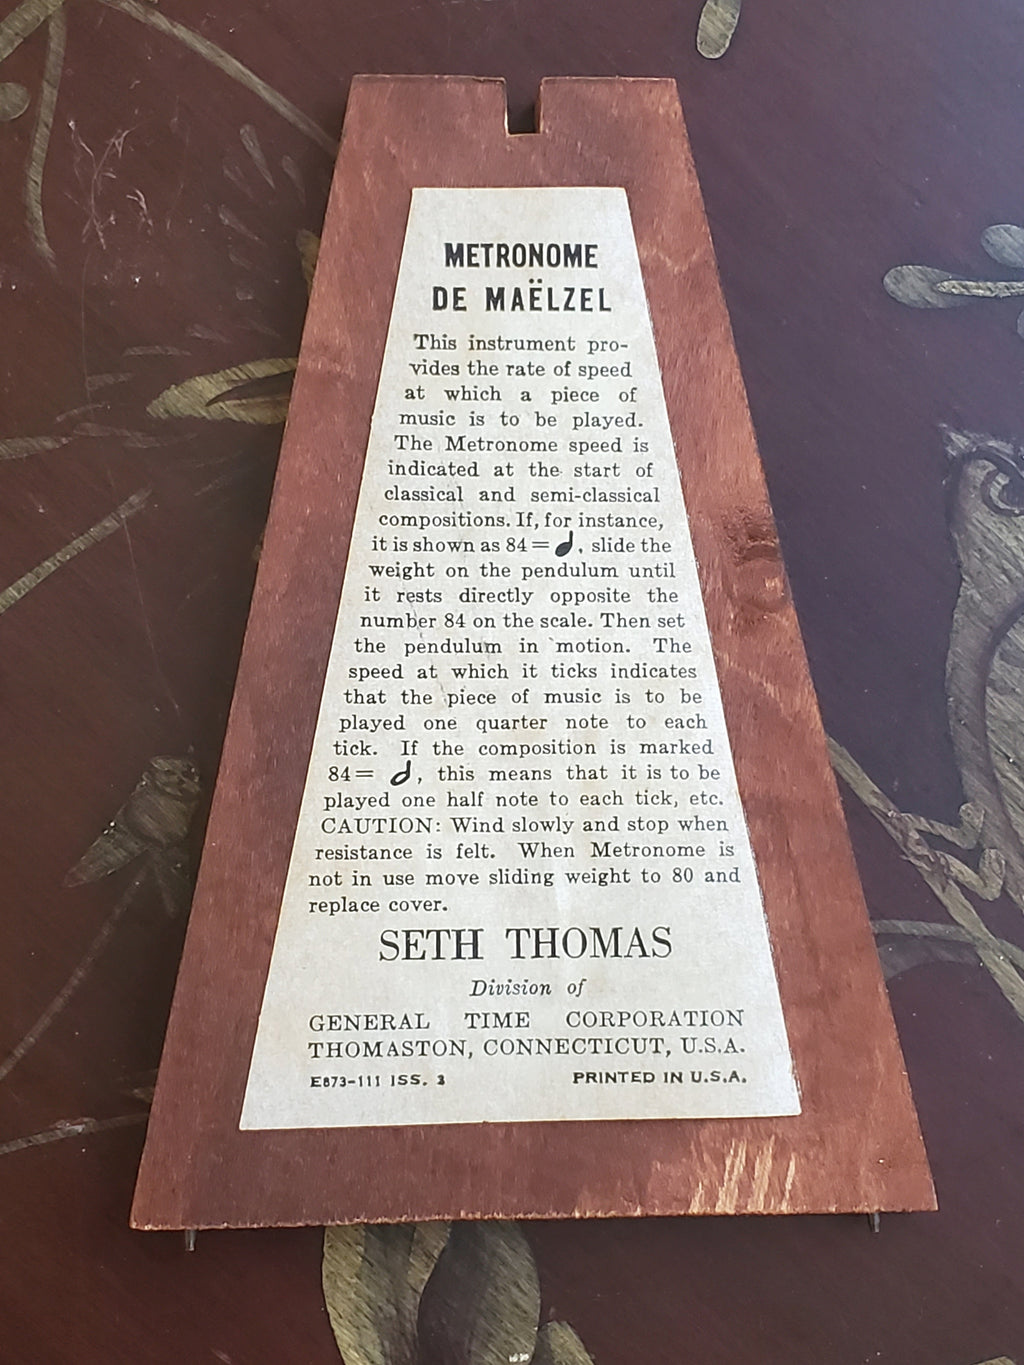 METRONOME
DE MAËLZEL
This instrument pro-
vides the rate of speed
at which a piece of
music is to be played.
The Metronome speed is
indicated at the start of
classical and semi-classical
compositions. If, for instance,
it is shown as 84 = ♩, slide the
weight on the pendulum until
it rests directly opposite the
number 84 on the scale. Then set
the pendulum in motion. The
speed at which it ticks indicates
that the piece of music is to be
played one quarter note to each
tick. If the composition is marked
84 = 𝅗𝅥, this means that it is to be
played one half note to each tick, etc.
CAUTION: Wind slowly and stop when
resistance is felt. When Metronome is
not in use move sliding weight to 80 and
replace cover.
SETH THOMAS
Division of
GENERAL TIME CORPORATION
THOMASTON, CONNECTICUT, U.S.A.
E873-111 ISS. 3 PRINTED IN U.S.A.